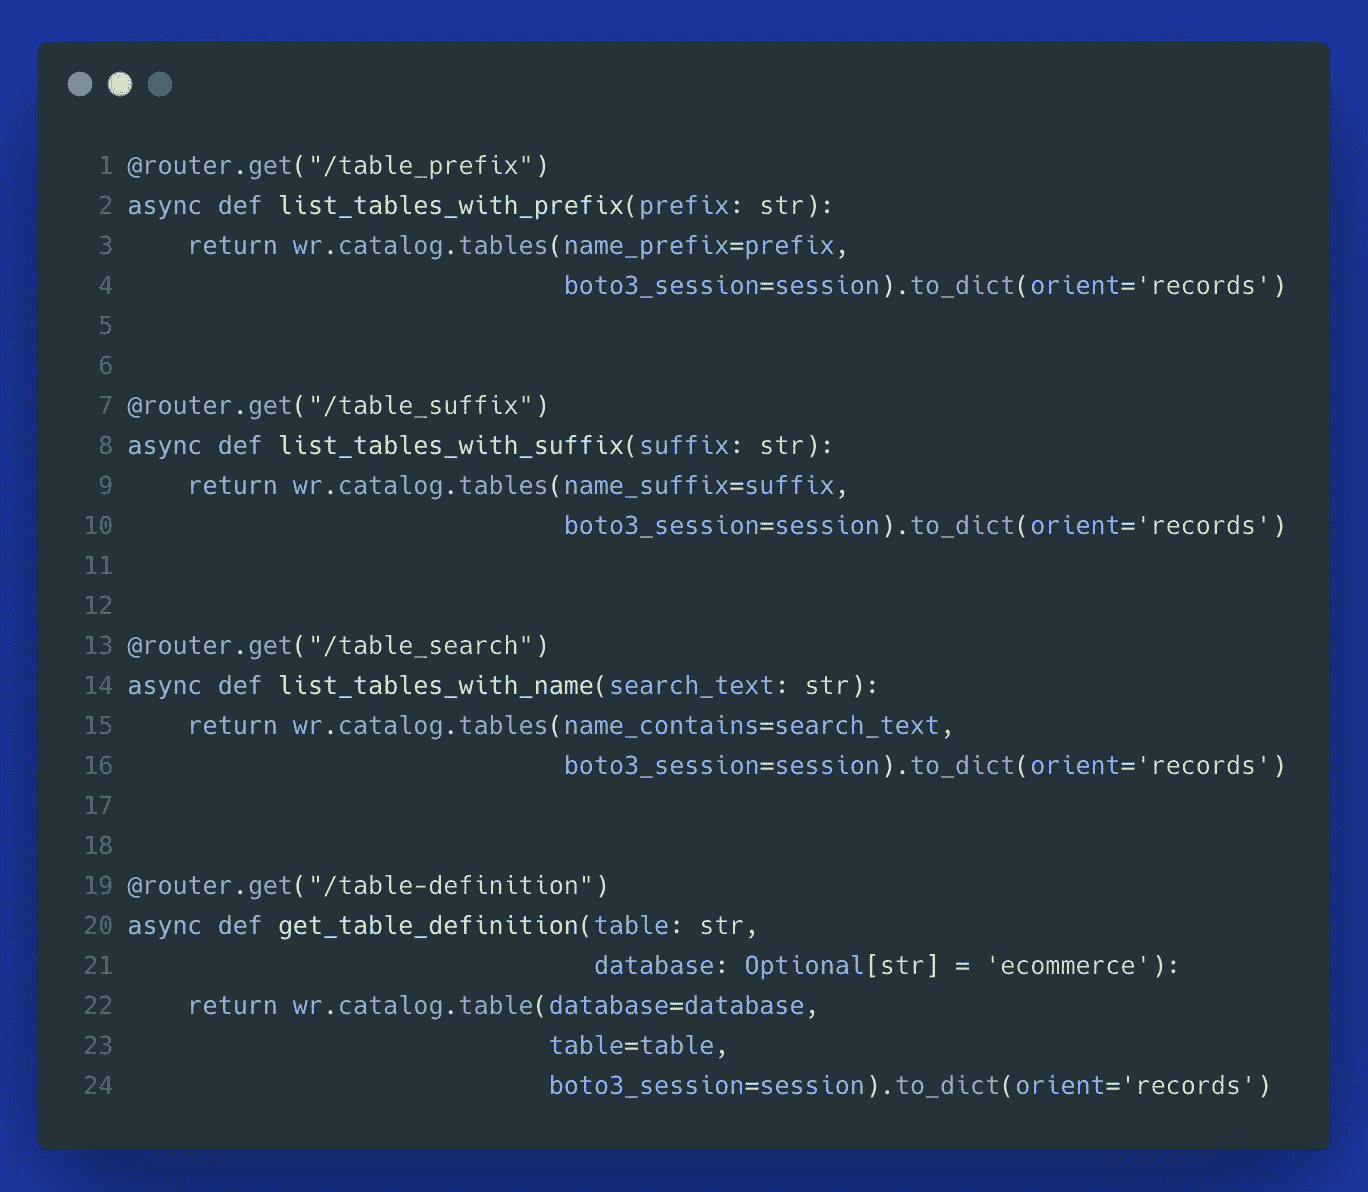 1 @router.get("/table_prefix")
2 async def list_tables_with_prefix(prefix: str):
3     return wr.catalog.tables(name_prefix=prefix,
4                              boto3_session=session).to_dict(orient='records')
5
6
7 @router.get("/table_suffix")
8 async def list_tables_with_suffix(suffix: str):
9     return wr.catalog.tables(name_suffix=suffix,
10                              boto3_session=session).to_dict(orient='records')
11
12
13 @router.get("/table_search")
14 async def list_tables_with_name(search_text: str):
15     return wr.catalog.tables(name_contains=search_text,
16                              boto3_session=session).to_dict(orient='records')
17
18
19 @router.get("/table-definition")
20 async def get_table_definition(table: str,
21                                database: Optional[str] = 'ecommerce'):
22     return wr.catalog.table(database=database,
23                             table=table,
24                             boto3_session=session).to_dict(orient='records')